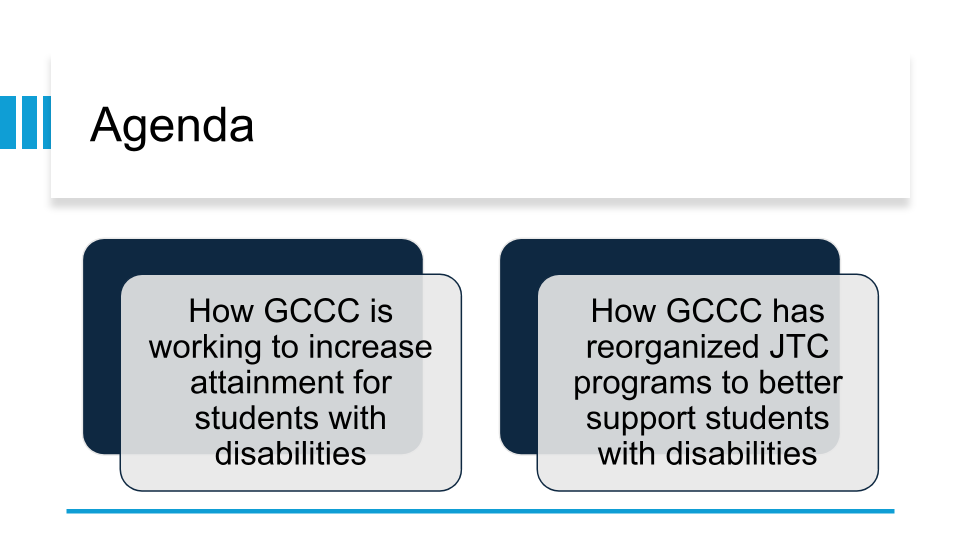 Agenda
How GCCC is
working to increase
attainment for
students with
disabilities
How GCCC has
reorganized JTC
programs to better
support students
with disabilities